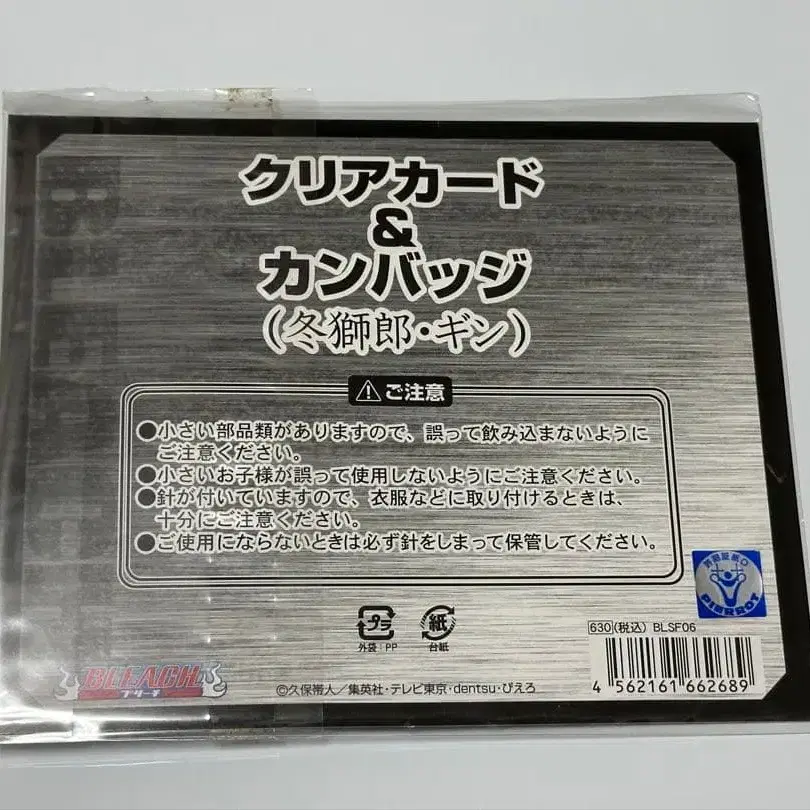 クリアカード
&
カンバッジ
(冬獅郎・ギン)
ご注意
●小さい部品類がありますので、誤って飲み込まないように
ご注意ください。
●小さいお子様が誤って使用しないようにご注意ください。
●針が付いていますので、衣服などに取り付けるときは、
十分にご注意ください。
●ご使用にならないときは必ず針をしまって保管してください。
プラ
紙
外袋:PP
台紙
PIERROT
630(税込) BLSF06
4 562161 662689
BLEACH
ブリーチ
©久保帯人/集英社・テレビ東京・dentsu・ぴえろ